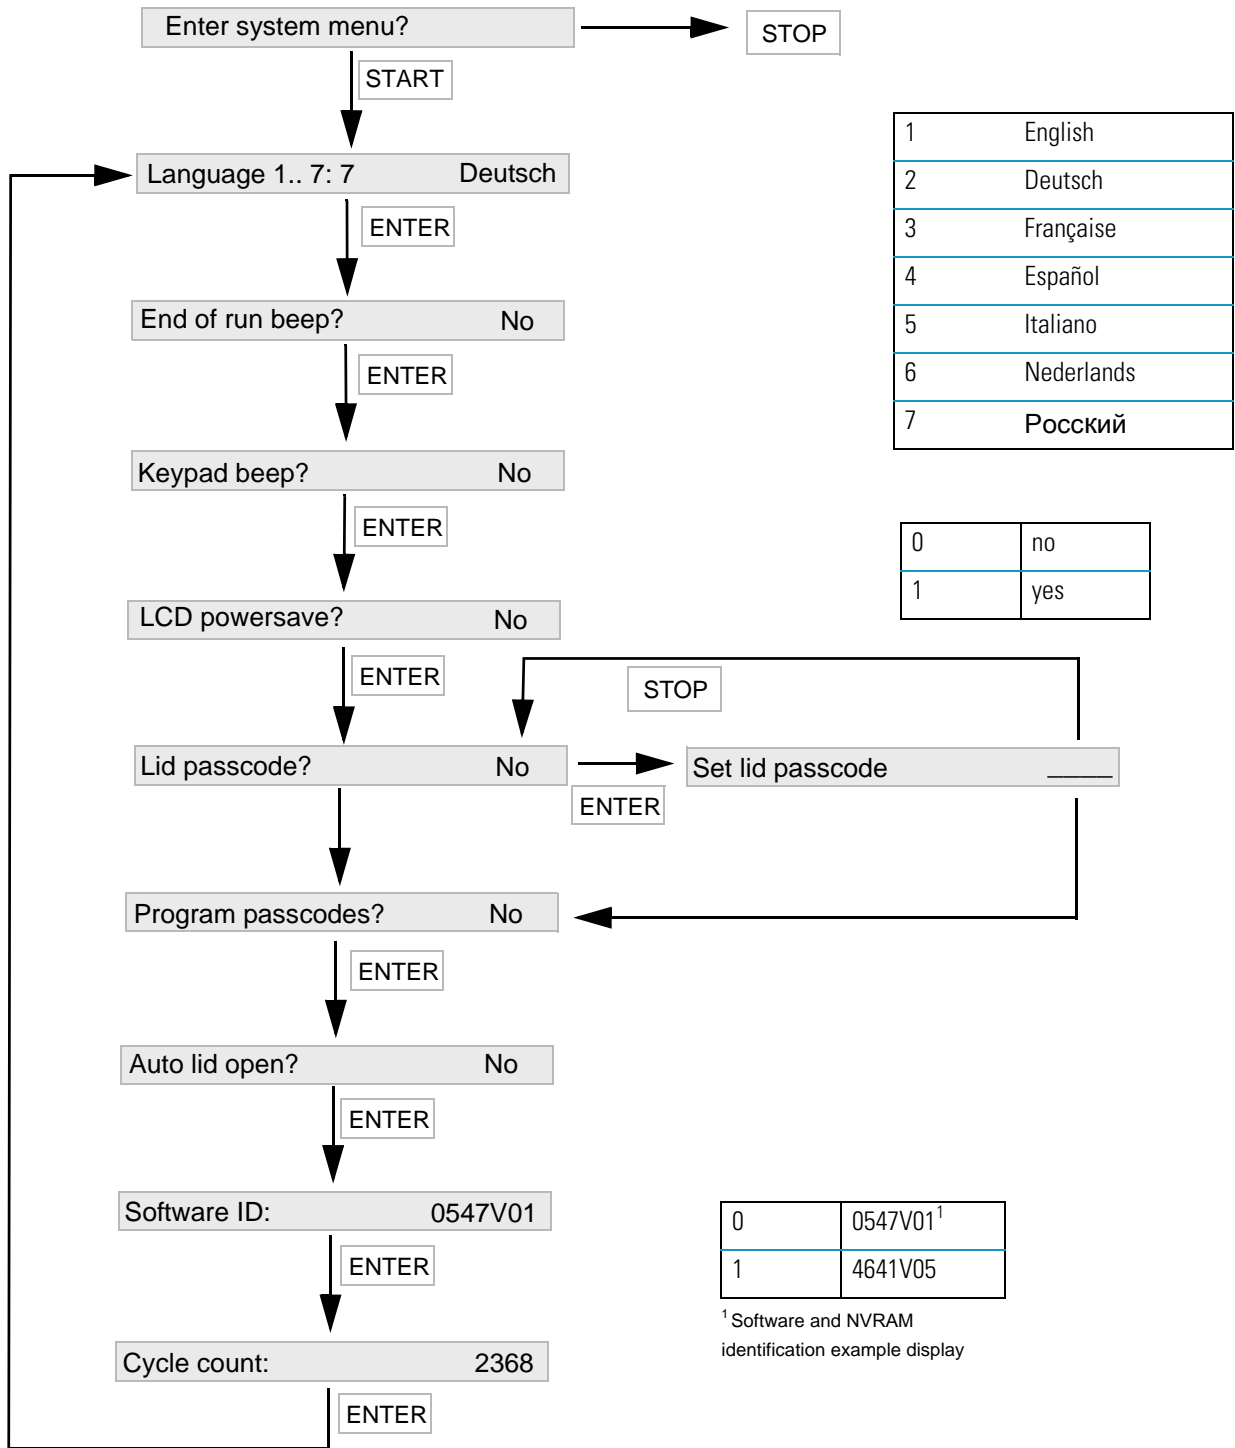 Enter system menu?
STOP
START
Language 1.. 7: 7 Deutsch
ENTER
End of run beep? No
ENTER
Keypad beep? No
ENTER
LCD powersave? No
ENTER
STOP
Lid passcode? No
ENTER
Set lid passcode ____
Program passcodes? No
ENTER
Auto lid open? No
ENTER
Software ID: 0547V01
ENTER
Cycle count: 2368
ENTER
1 English
2 Deutsch
3 Française
4 Español
5 Italiano
6 Nederlands
7 Росский
0 no
1 yes
0 0547V01¹
1 4641V05
¹ Software and NVRAM
identification example display